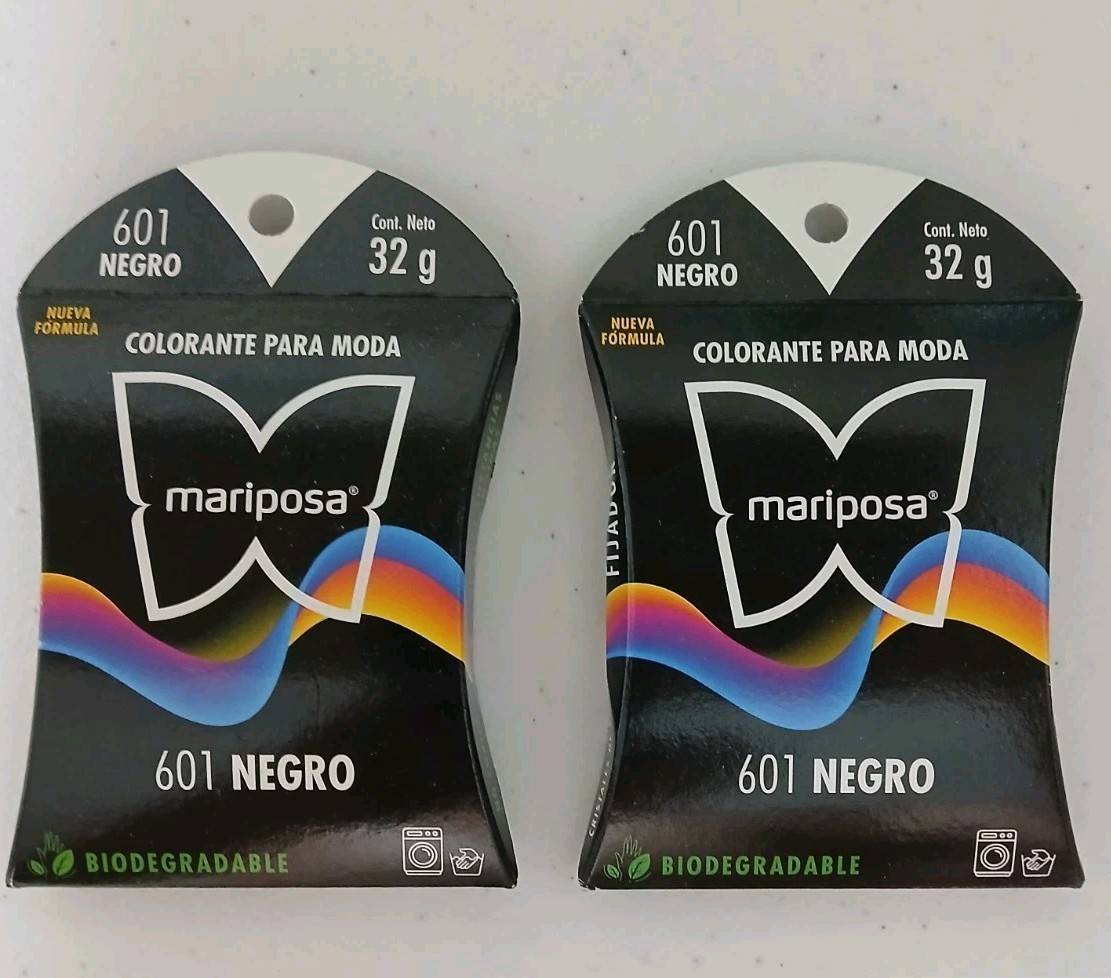 601
NEGRO
Cont. Neto
32 g
NUEVA
FÓRMULA
COLORANTE PARA MODA
mariposa®
601 NEGRO
BIODEGRADABLE
601
NEGRO
Cont. Neto
32 g
NUEVA
FÓRMULA
COLORANTE PARA MODA
mariposa®
FIJADOR
601 NEGRO
BIODEGRADABLE